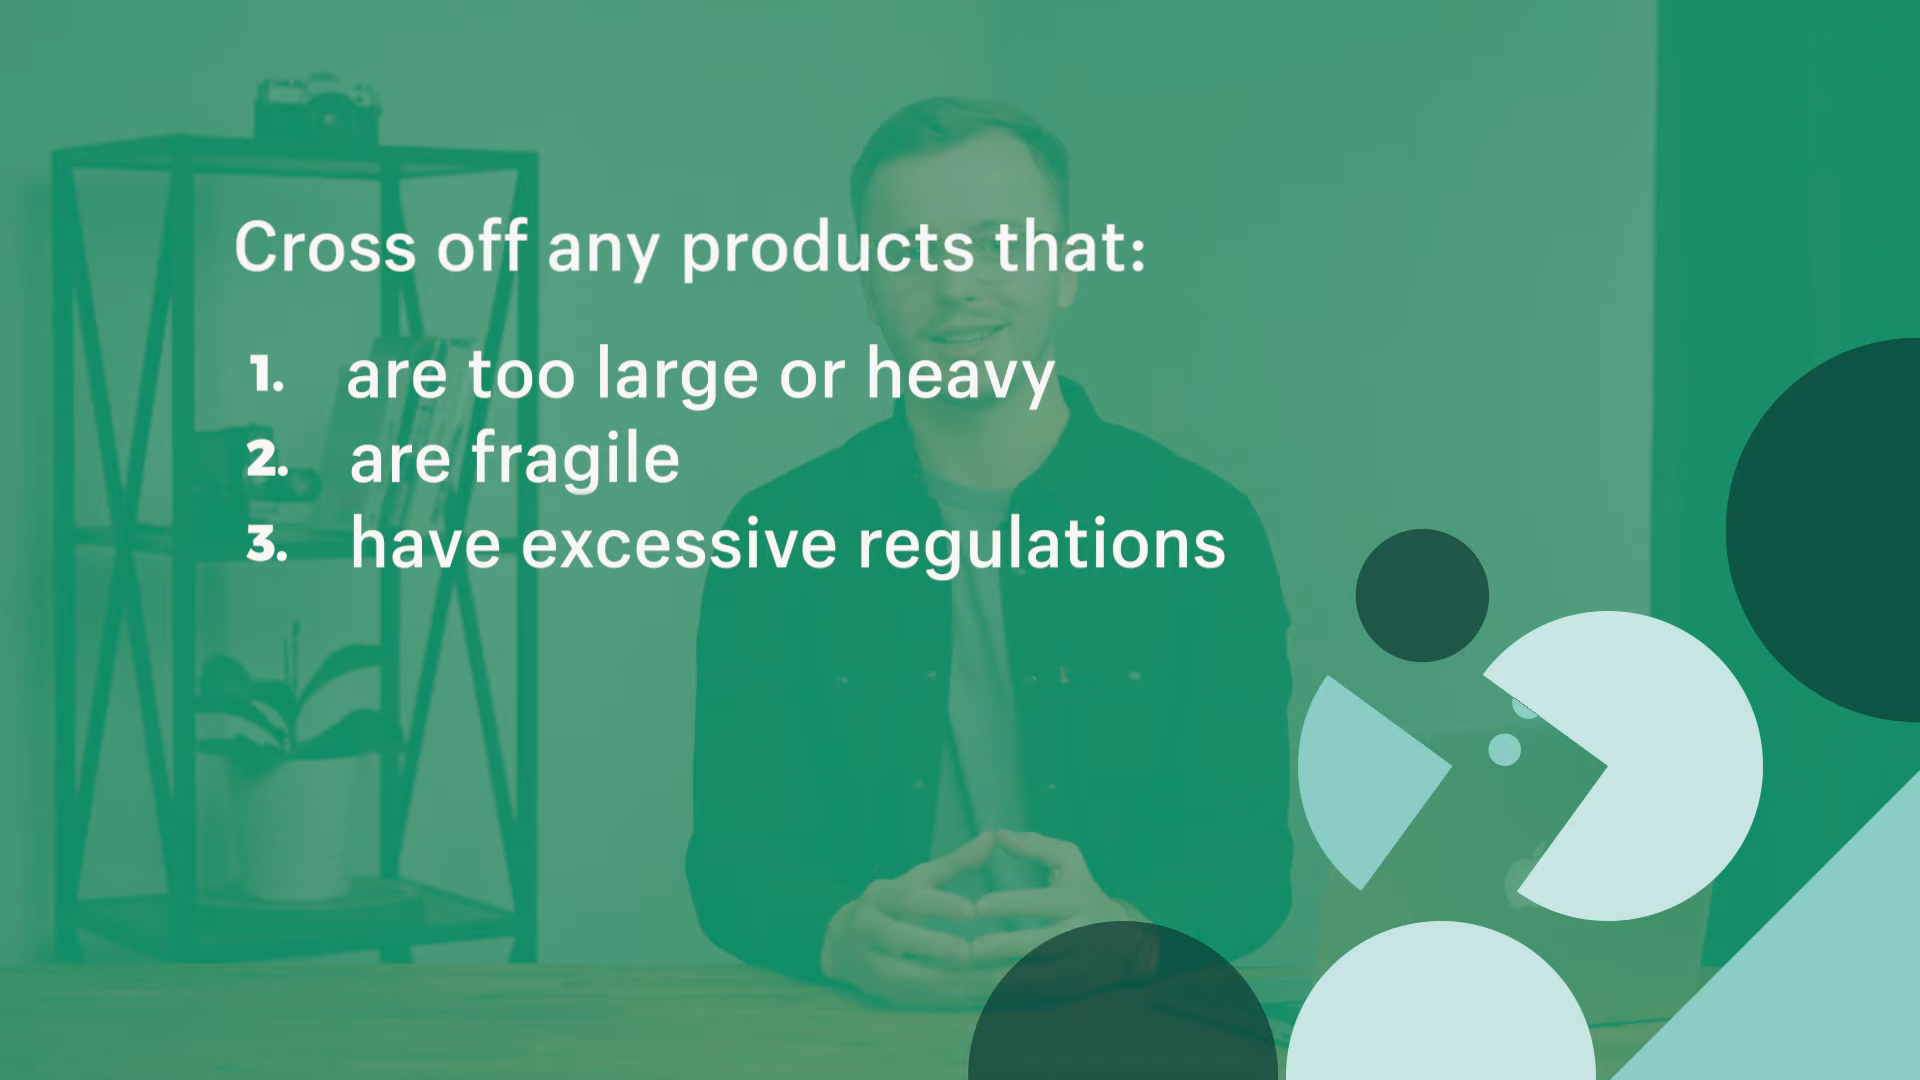 Cross off any products that:
1. are too large or heavy
2. are fragile
3. have excessive regulations